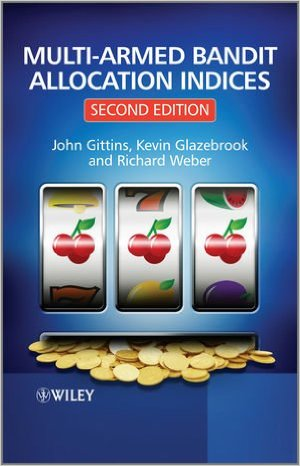 MULTI-ARMED BANDIT
ALLOCATION INDICES
SECOND EDITION
John Gittins, Kevin Glazebrook
and Richard Weber
WILEY